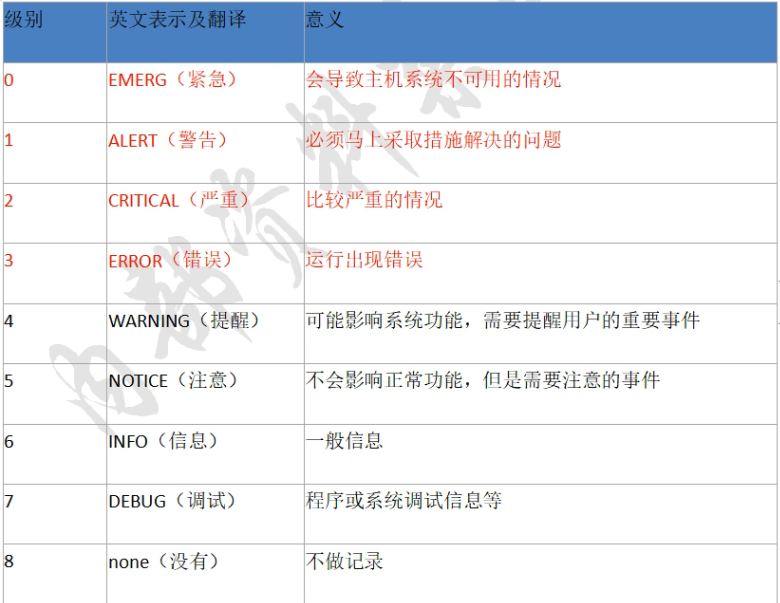 级别 英文表示及翻译 意义
0 EMERG（紧急） 会导致主机系统不可用的情况
1 ALERT（警告） 必须马上采取措施解决的问题
2 CRITICAL（严重） 比较严重的情况
3 ERROR（错误） 运行出现错误
4 WARNING（提醒） 可能影响系统功能，需要提醒用户的重要事件
5 NOTICE（注意） 不会影响正常功能，但是需要注意的事件
6 INFO（信息） 一般信息
7 DEBUG（调试） 程序或系统调试信息等
8 none（没有） 不做记录
内部资料